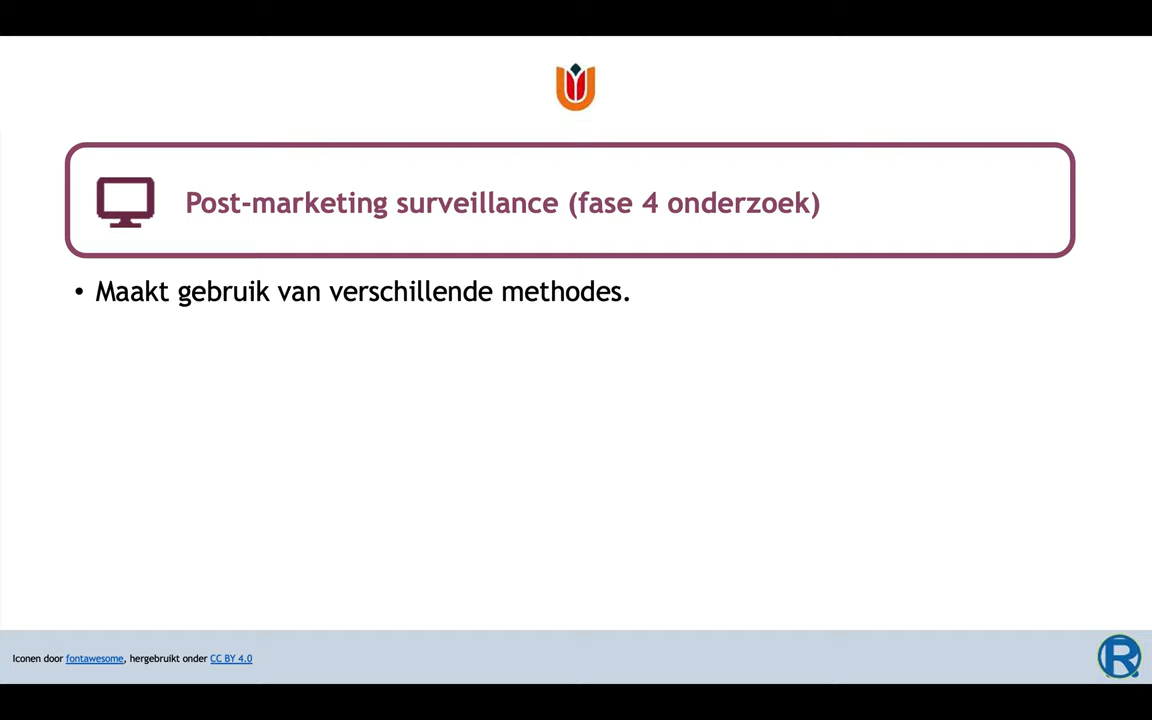 Post-marketing surveillance (fase 4 onderzoek)
• Maakt gebruik van verschillende methodes.
Iconen door fontawesome, hergebruikt onder CC BY 4.0
R